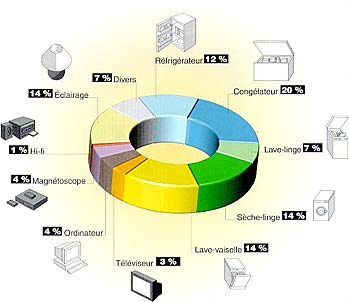 Réfrigérateur 12 %
7 % Divers
Congélateur 20 %
14 % Éclairage
1 % Hi-fi
Lave-linge 7 %
4 % Magnétoscope
Sèche-linge 14 %
4 % Ordinateur
Lave-vaiselle 14 %
Téléviseur 3 %